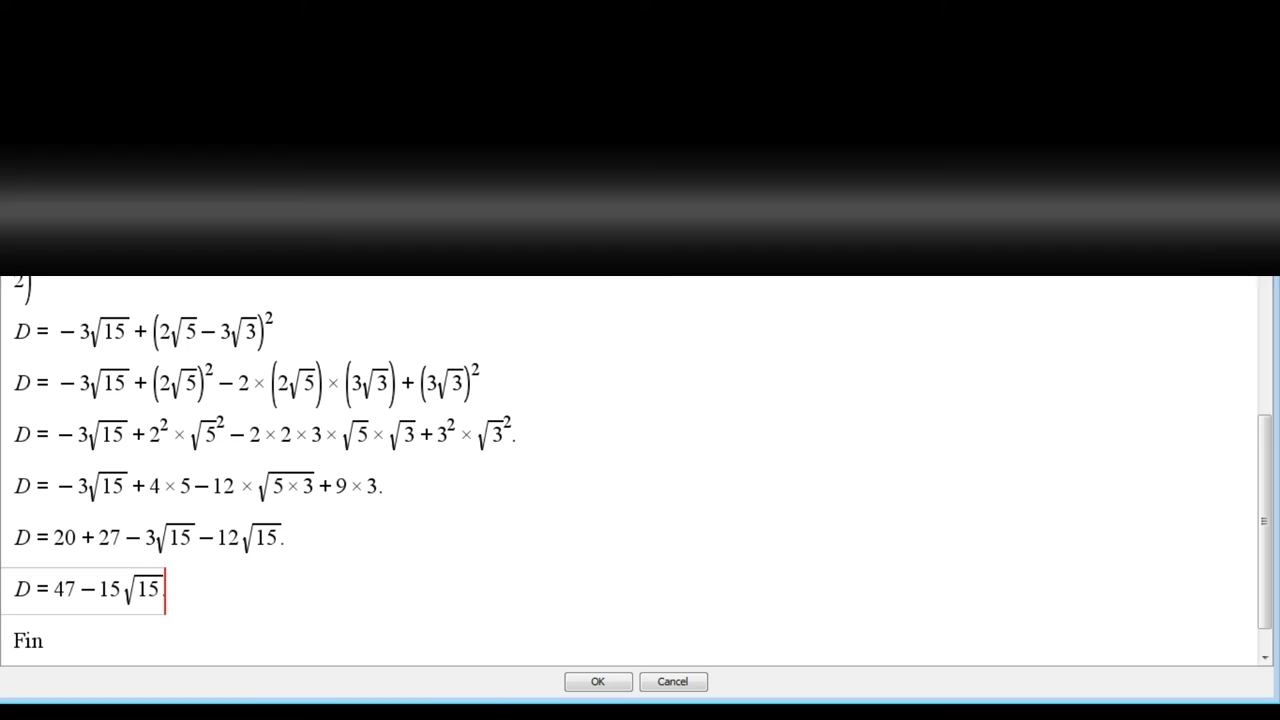 2)
D = − 3√15 + (2√5 − 3√3)²
D = − 3√15 + (2√5)² − 2 × (2√5) × (3√3) + (3√3)²
D = − 3√15 + 2² × √5² − 2 × 2 × 3 × √5 × √3 + 3² × √3².
D = − 3√15 + 4 × 5 − 12 × √5 × 3 + 9 × 3.
D = 20 + 27 − 3√15 − 12√15.
D = 47 − 15√15.
Fin
OK Cancel